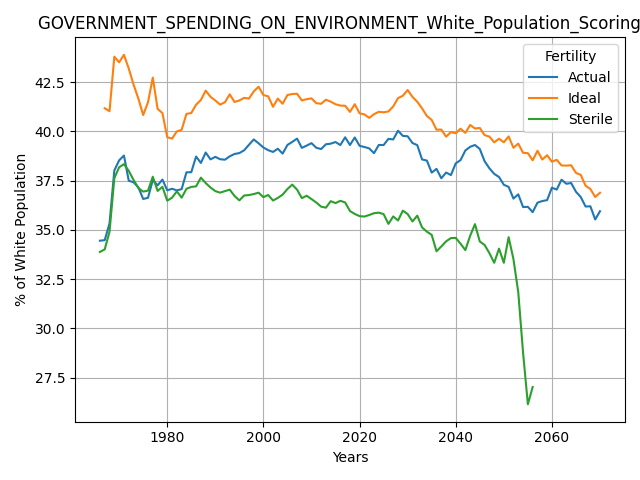 GOVERNMENT_SPENDING_ON_ENVIRONMENT_White_Population_Scoring
Fertility
Actual
Ideal
Sterile
% of White Population
42.5
40.0
37.5
35.0
32.5
30.0
27.5
1980
2000
2020
2040
2060
Years